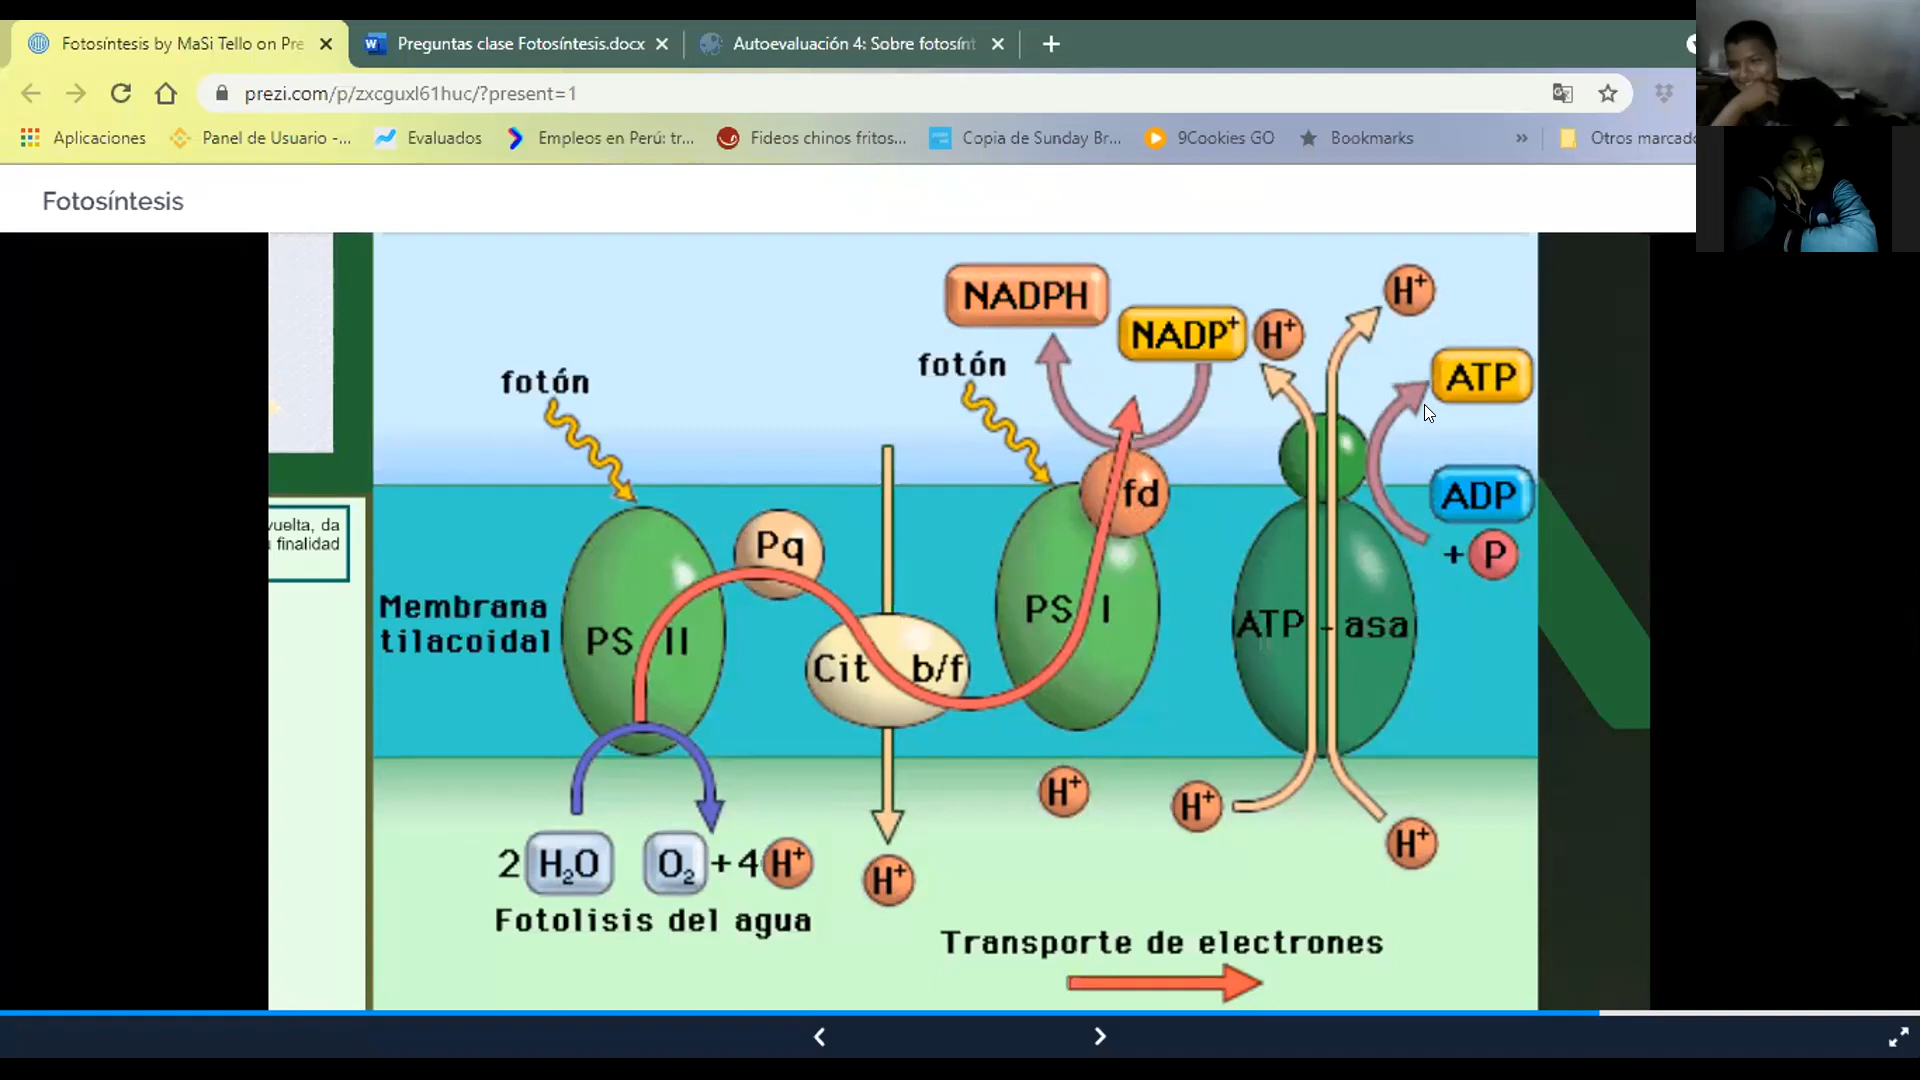 Fotosíntesis by MaSi Tello on Pre
Preguntas clase Fotosíntesis.docx
Autoevaluación 4: Sobre fotosínt
prezi.com/p/zxcguxl61huc/?present=1
Aplicaciones
Panel de Usuario -...
Evaluados
Empleos en Perú: tr...
Fideos chinos fritos...
Copia de Sunday Br...
9Cookies GO
Bookmarks
»
Otros marcado
Fotosíntesis
vuelta, da
finalidad
NADPH
NADP+ H+
H+
fotón
fotón
ATP
fd
ADP
+ P
Pq
Membrana
tilacoidal
PS II
Cit b/f
PS I
ATP - asa
H+
H+
H+
2 H₂O O₂ + 4 H+
H+
Fotolisis del agua
Transporte de electrones